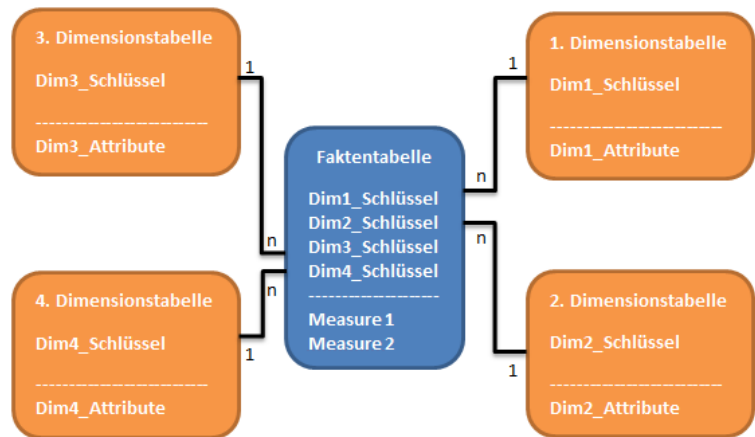 3. Dimensionstabelle
Dim3_Schlüssel
----------------------------
Dim3_Attribute
1
n
1. Dimensionstabelle
Dim1_Schlüssel
----------------------------
Dim1_Attribute
1
n
Faktentabelle
Dim1_Schlüssel
Dim2_Schlüssel
Dim3_Schlüssel
Dim4_Schlüssel
---------------------
Measure 1
Measure 2
4. Dimensionstabelle
Dim4_Schlüssel
----------------------------
Dim4_Attribute
n
1
2. Dimensionstabelle
Dim2_Schlüssel
----------------------------
Dim2_Attribute
n
1